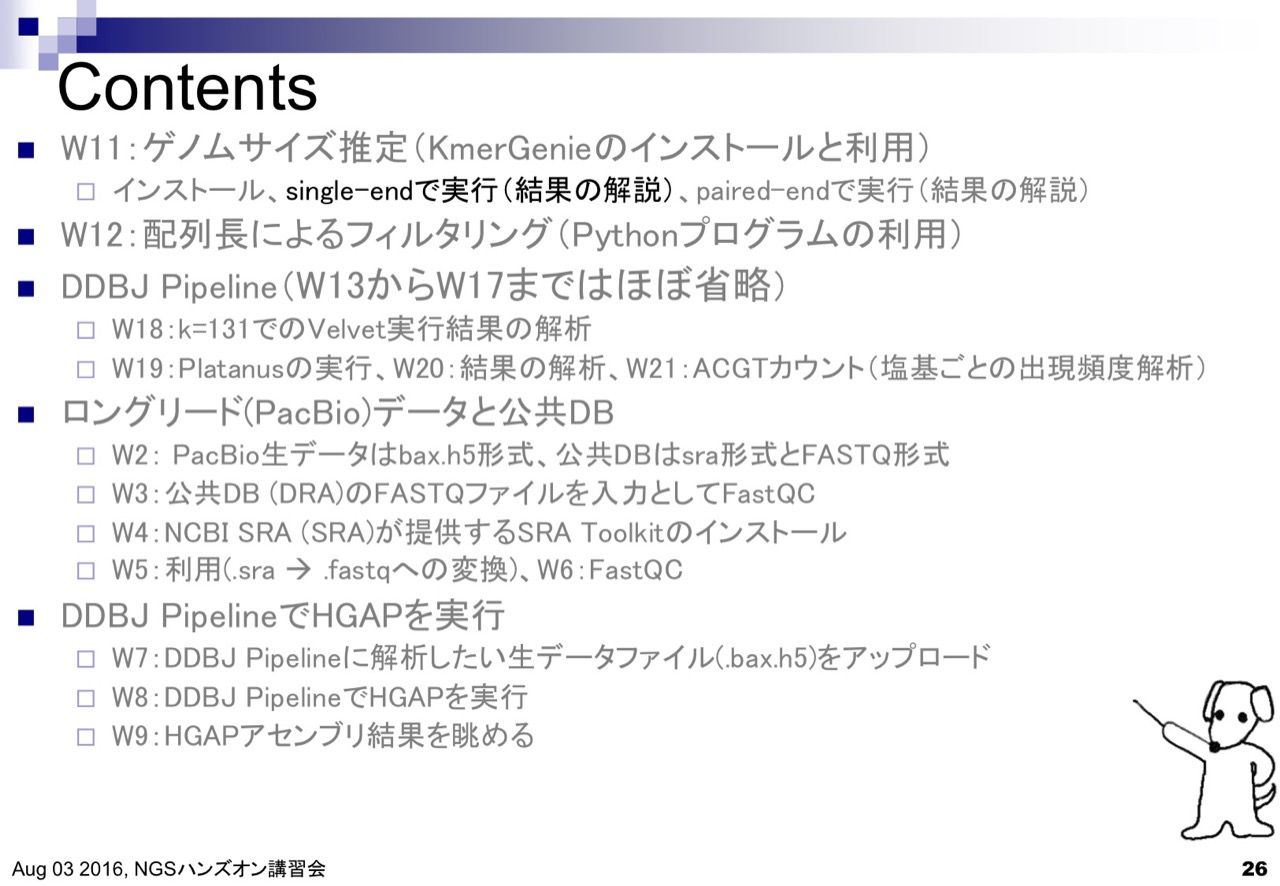 Contents
W11：ゲノムサイズ推定（KmerGenieのインストールと利用）
インストール、single-endで実行（結果の解説）、paired-endで実行（結果の解説）
W12：配列長によるフィルタリング（Pythonプログラムの利用）
DDBJ Pipeline（W13からW17まではほぼ省略）
W18：k=131でのVelvet実行結果の解析
W19：Platanusの実行、W20：結果の解析、W21：ACGTカウント（塩基ごとの出現頻度解析）
ロングリード(PacBio)データと公共DB
W2： PacBio生データはbax.h5形式、公共DBはsra形式とFASTQ形式
W3：公共DB (DRA)のFASTQファイルを入力としてFastQC
W4：NCBI SRA (SRA)が提供するSRA Toolkitのインストール
W5：利用(.sra → .fastqへの変換)、W6：FastQC
DDBJ PipelineでHGAPを実行
W7：DDBJ Pipelineに解析したい生データファイル(.bax.h5)をアップロード
W8：DDBJ PipelineでHGAPを実行
W9：HGAPアセンブリ結果を眺める
Aug 03 2016, NGSハンズオン講習会
26